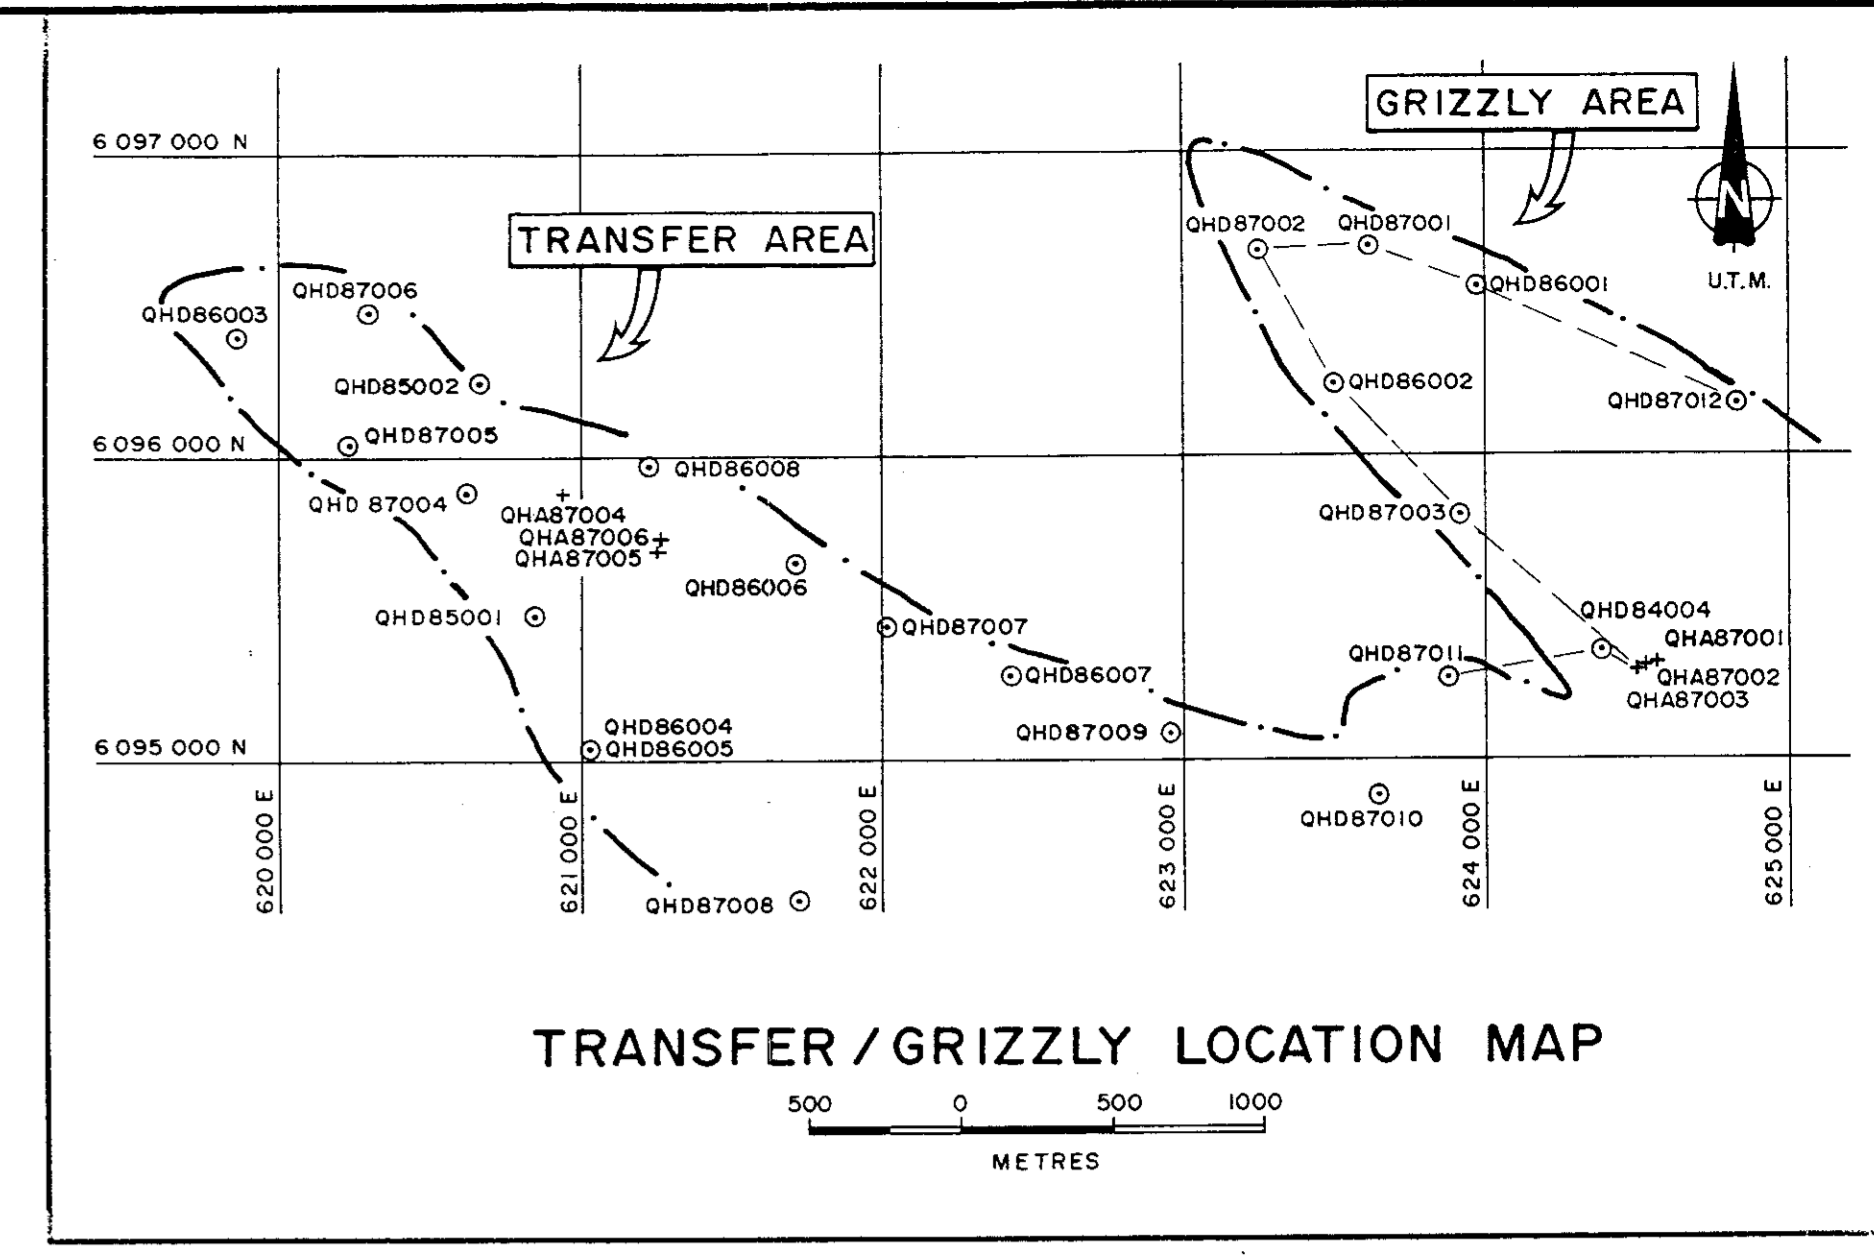 GRIZZLY AREA
6 097 000 N
N
TRANSFER AREA
QHD87002
QHD87001
U.T.M.
QHD87006
QHD86001
QHD86003
QHD85002
QHD86002
QHD87012
QHD87005
6 096 000 N
QHD86008
QHD 87004
QHA87004
QHD87003
QHA87006
QHA87005
QHD86006
QHD84004
QHD85001
QHD87007
QHA87001
QHD87011
QHD86007
QHA87002
QHA87003
QHD86004
QHD87009
6 095 000 N
QHD86005
QHD87010
620 000 E
621 000 E
622 000 E
623 000 E
624 000 E
625 000 E
QHD87008
TRANSFER / GRIZZLY LOCATION MAP
500 0 500 1000
METRES